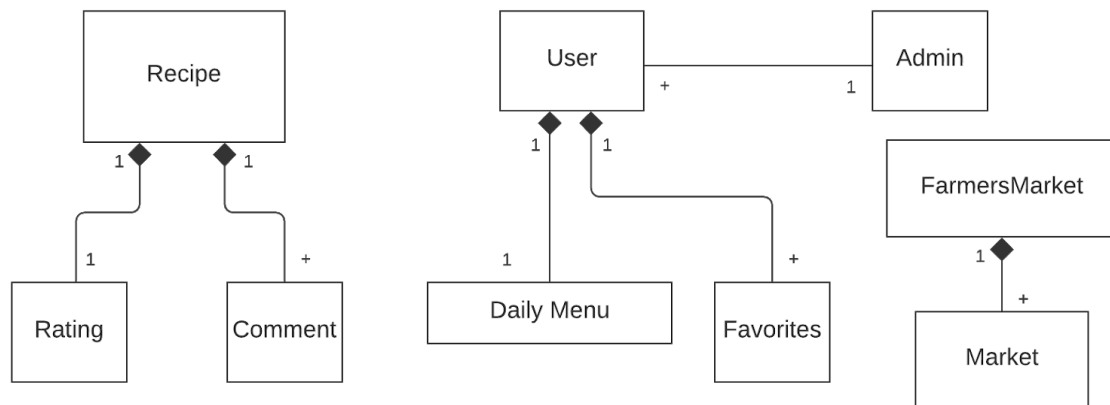 Recipe
User
Admin
+
1
1
1
1
1
FarmersMarket
1
1
+
1
+
+
Rating
Comment
Daily Menu
Favorites
Market